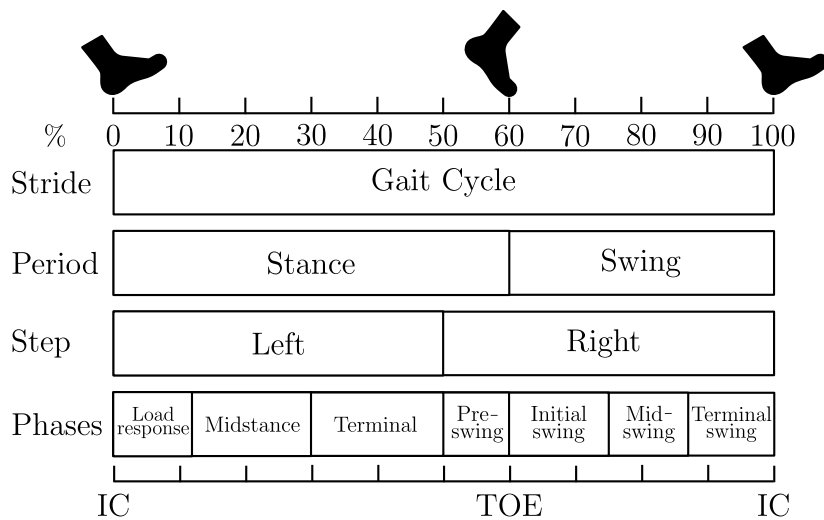 % 0 10 20 30 40 50 60 70 80 90 100
Stride Gait Cycle
Period Stance Swing
Step Left Right
Phases Load response Midstance Terminal Pre-swing Initial swing Mid-swing Terminal swing
IC TOE IC